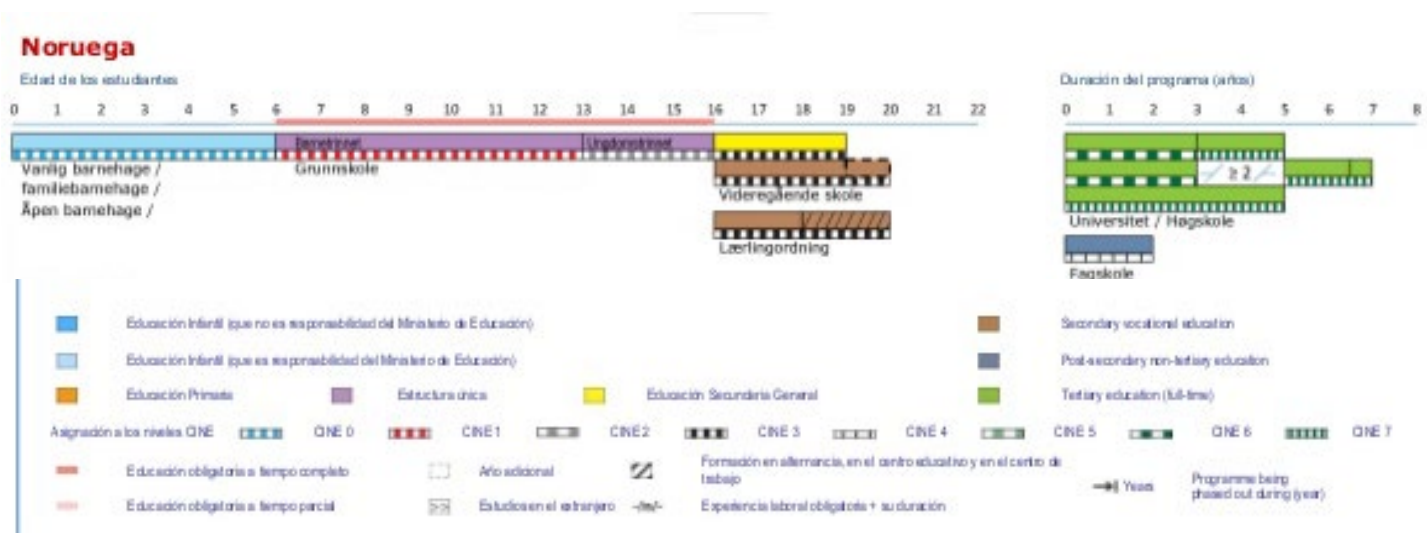 Noruega
Edad de los estudiantes
Duración del programa (años)
0 1 2 3 4 5 6 7 8 9 10 11 12 13 14 15 16 17 18 19 20 21 22
0 1 2 3 4 5 6 7 8
Barnetrinnet
Ungdomstrinnet
Vanlig barnehage /
familiebarnehage /
Åpen barnehage /
Grunnskole
Videregående skole
Lærlingordning
≥ 2
Universitet / Høgskole
Fagskole
Educación Infantil (que no es responsabilidad del Ministerio de Educación)
Secondary vocational education
Educación Infantil (que es responsabilidad del Ministerio de Educación)
Post-secondary non-tertiary education
Educación Primaria
Estructura única
Educación Secundaria General
Tertiary education (full-time)
Asignación a los niveles CINE
CINE 0
CINE 1
CINE 2
CINE 3
CINE 4
CINE 5
CINE 6
CINE 7
Educación obligatoria a tiempo completo
Año adicional
Formación en alternancia, en el centro educativo y en el centro de
trabajo
Years
Programme being
phased out during (year)
Educación obligatoria a tiempo parcial
>>
Estudios en el extranjero
-/n/-
Experiencia laboral obligatoria + su duración